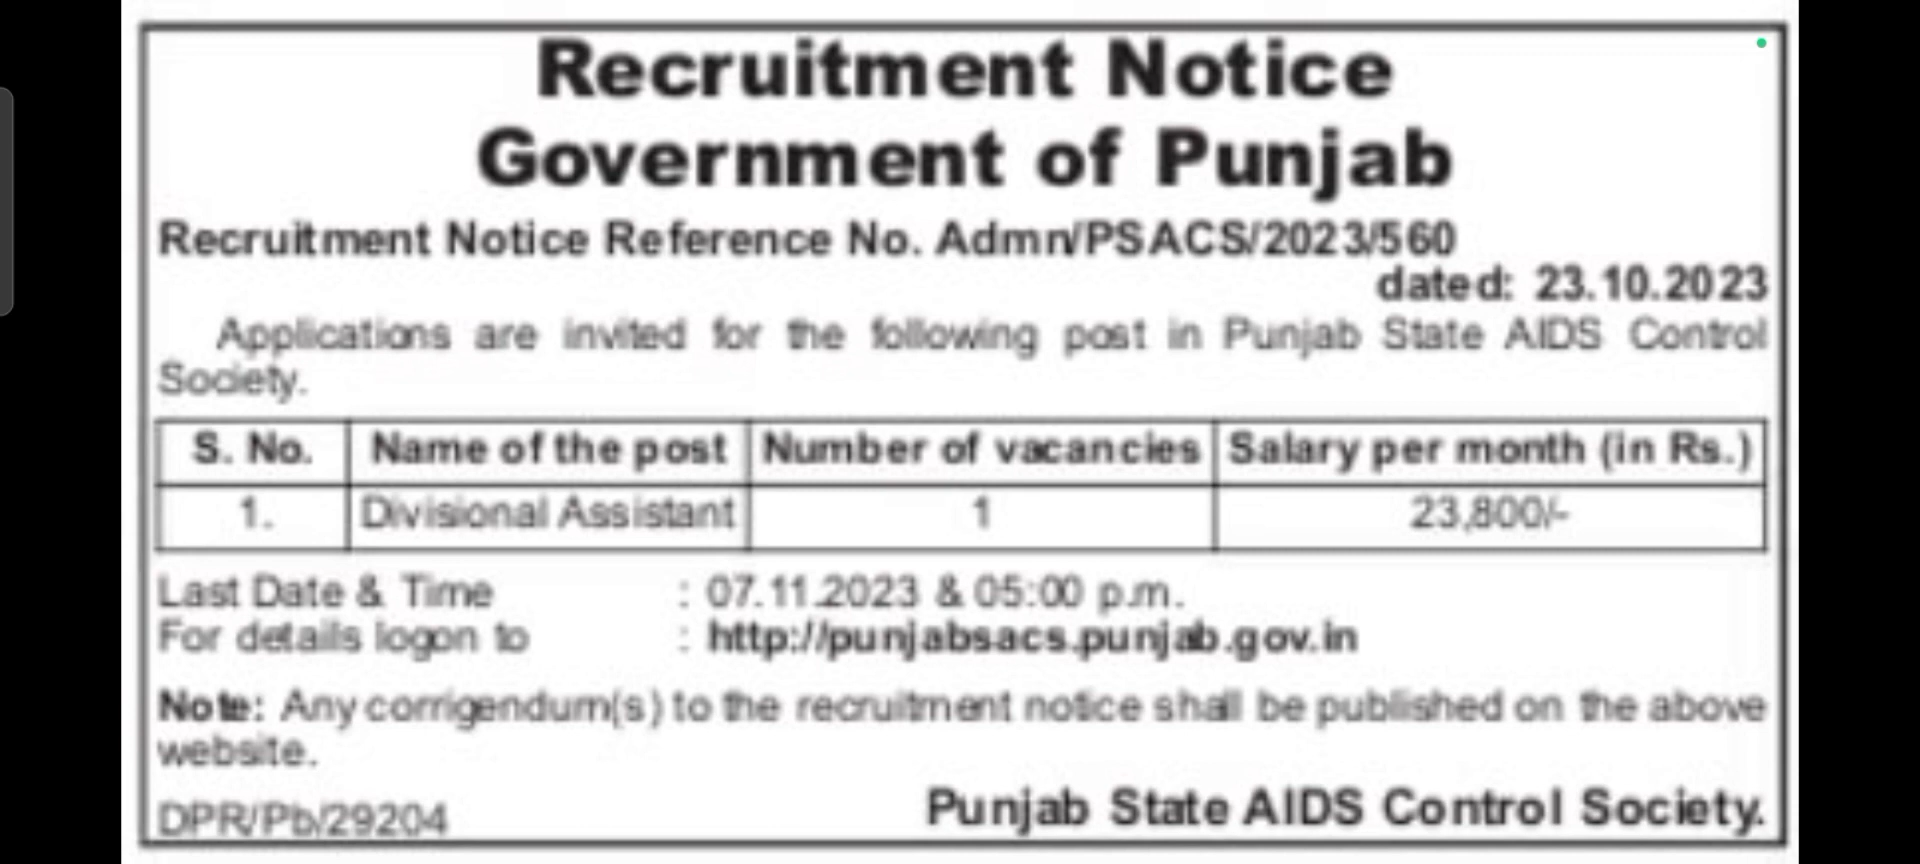 Recruitment Notice
Government of Punjab
Recruitment Notice Reference No. Admn/PSACS/2023/560
dated: 23.10.2023
Applications are invited for the following post in Punjab State AIDS Control
Society.
S. No. Name of the post Number of vacancies Salary per month (in Rs.)
1. Divisional Assistant 1 23,800/-
Last Date & Time : 07.11.2023 & 05:00 p.m.
For details logon to : http://punjabsacs.punjab.gov.in
Note: Any corrigendum(s) to the recruitment notice shall be published on the above
website.
DPR/Pb/29204 Punjab State AIDS Control Society.